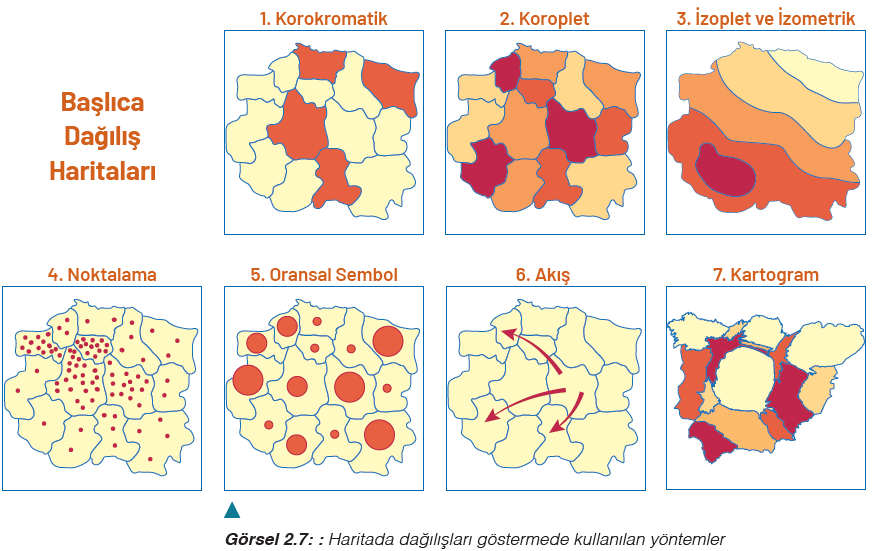 Başlıca
Dağılış
Haritaları
1. Korokromatik
2. Koroplet
3. İzoplet ve İzometrik
4. Noktalama
5. Oransal Sembol
6. Akış
7. Kartogram
Görsel 2.7: : Haritada dağılışları göstermede kullanılan yöntemler